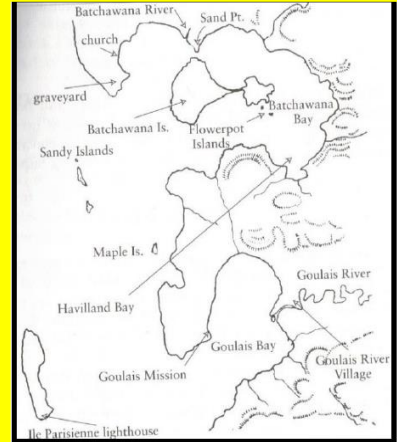 Batchawana River
Sand Pt.
church
graveyard
Batchawana Is.
Flowerpot
Islands
Batchawana
Bay
Sandy Islands
Maple Is.
Havilland Bay
Goulais River
Goulais Bay
Goulais River
Village
Goulais Mission
Ile Parisienne lighthouse